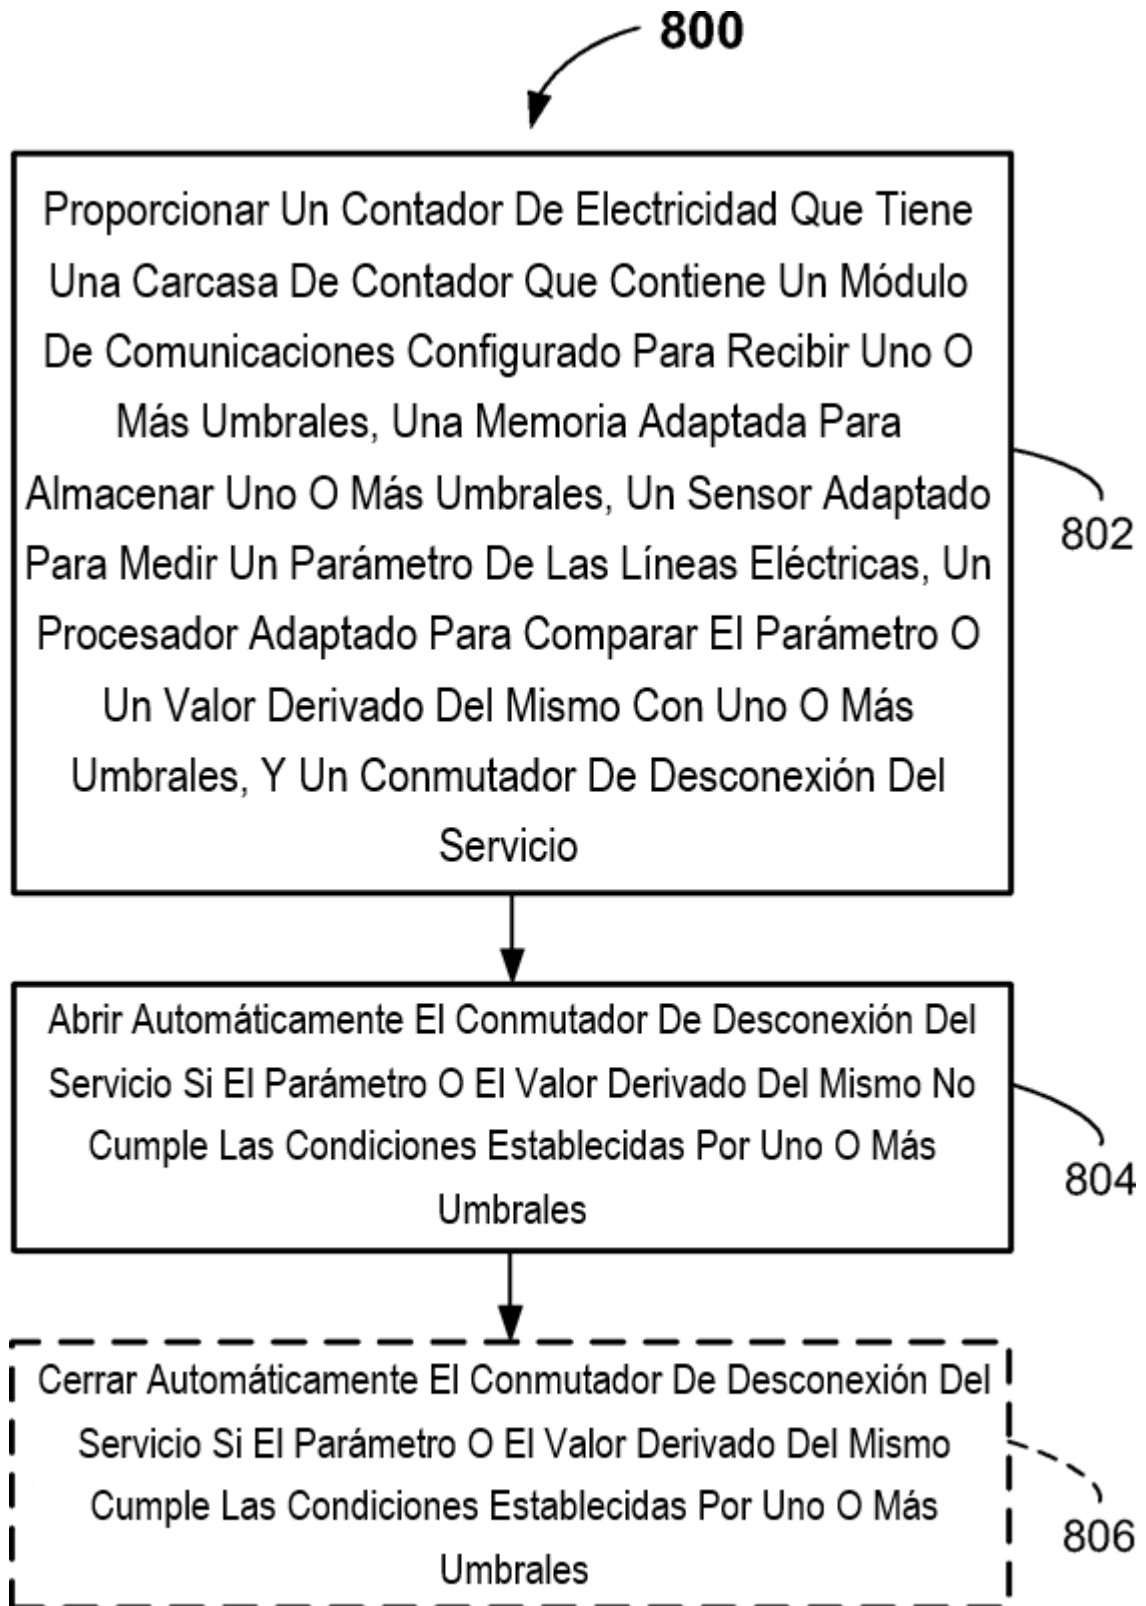 800
Proporcionar Un Contador De Electricidad Que Tiene
Una Carcasa De Contador Que Contiene Un Módulo
De Comunicaciones Configurado Para Recibir Uno O
Más Umbrales, Una Memoria Adaptada Para
Almacenar Uno O Más Umbrales, Un Sensor Adaptado
Para Medir Un Parámetro De Las Líneas Eléctricas, Un
Procesador Adaptado Para Comparar El Parámetro O
Un Valor Derivado Del Mismo Con Uno O Más
Umbrales, Y Un Conmutador De Desconexión Del
Servicio
802
Abrir Automáticamente El Conmutador De Desconexión Del
Servicio Si El Parámetro O El Valor Derivado Del Mismo No
Cumple Las Condiciones Establecidas Por Uno O Más
Umbrales
804
Cerrar Automáticamente El Conmutador De Desconexión Del
Servicio Si El Parámetro O El Valor Derivado Del Mismo
Cumple Las Condiciones Establecidas Por Uno O Más
Umbrales
806